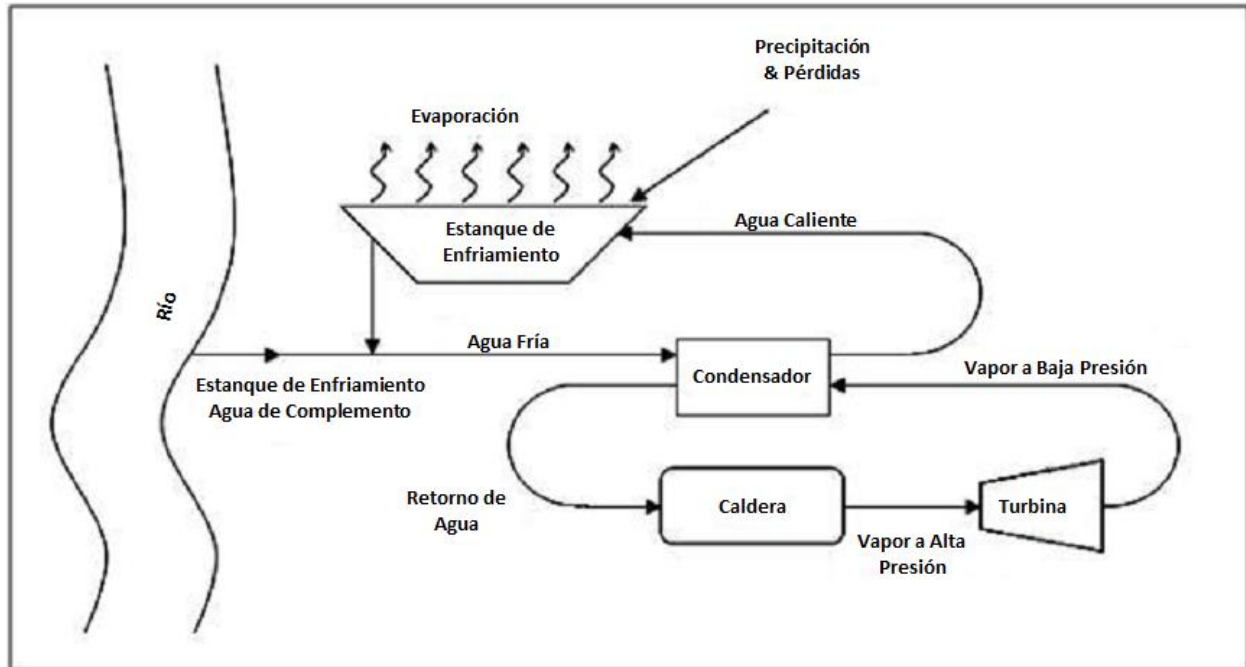 Precipitación
& Pérdidas
Evaporación
Estanque de
Enfriamiento
Agua Caliente
Río
Agua Fría
Estanque de Enfriamiento
Agua de Complemento
Condensador
Vapor a Baja Presión
Retorno de
Agua
Caldera
Turbina
Vapor a Alta
Presión